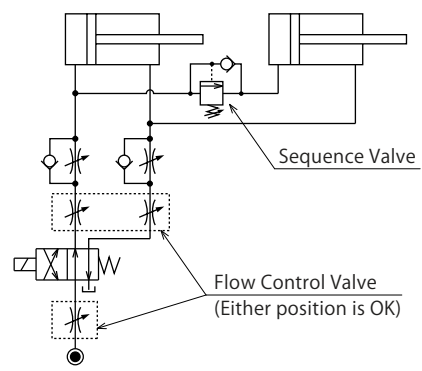 Sequence Valve
Flow Control Valve
(Either position is OK)